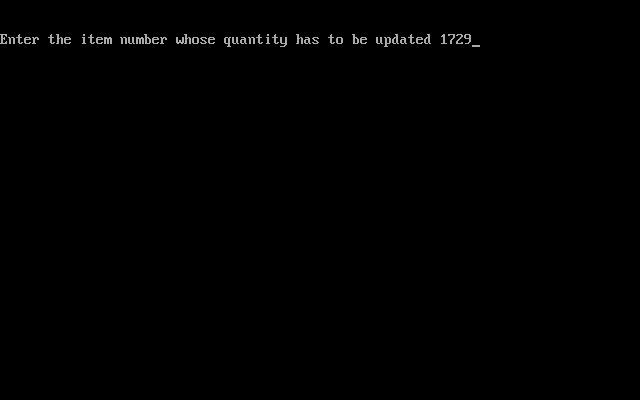 Enter the item number whose quantity has to be updated 1729_